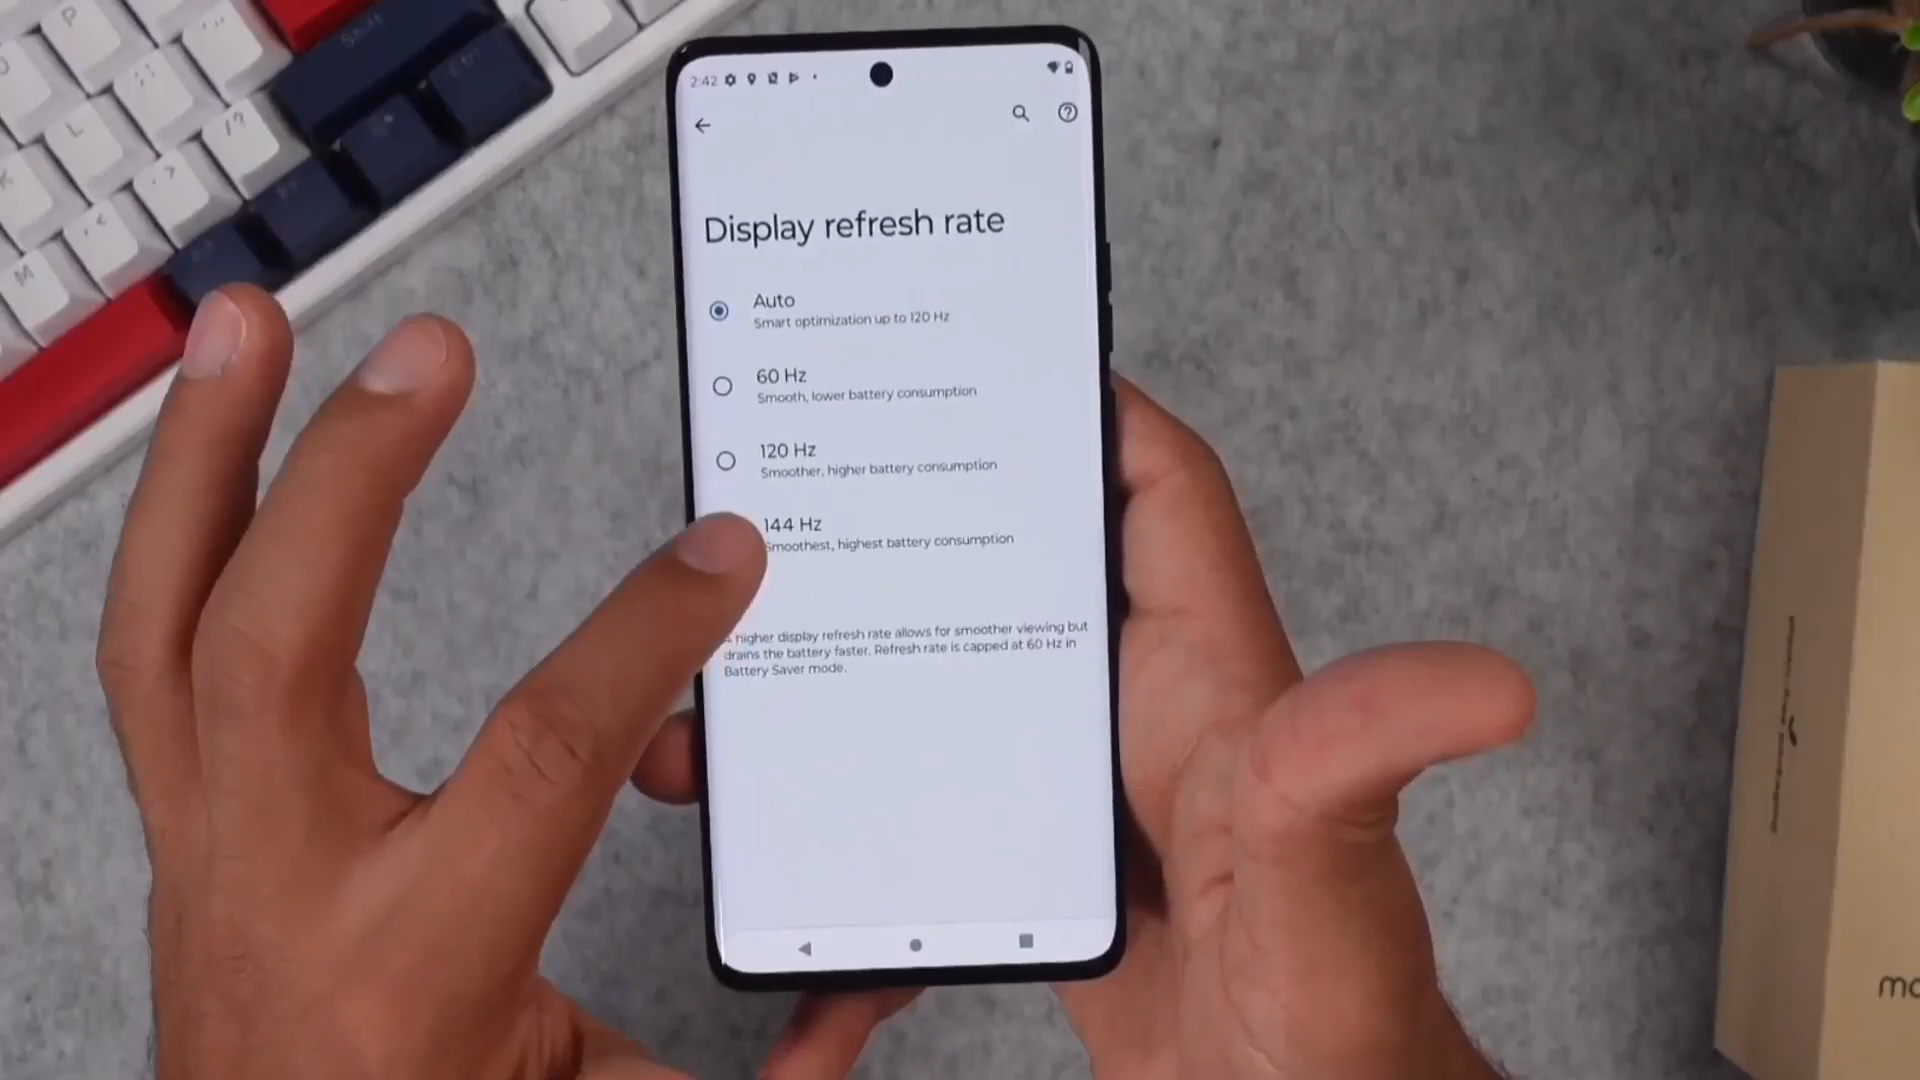 2:42
Display refresh rate
Auto
Smart optimization up to 120 Hz
60 Hz
Smooth, lower battery consumption
120 Hz
Smoother, higher battery consumption
144 Hz
Smoothest, highest battery consumption
A higher display refresh rate allows for smoother viewing but
drains the battery faster. Refresh rate is capped at 60 Hz in
Battery Saver mode.
P
L
K
M
Shift
mo